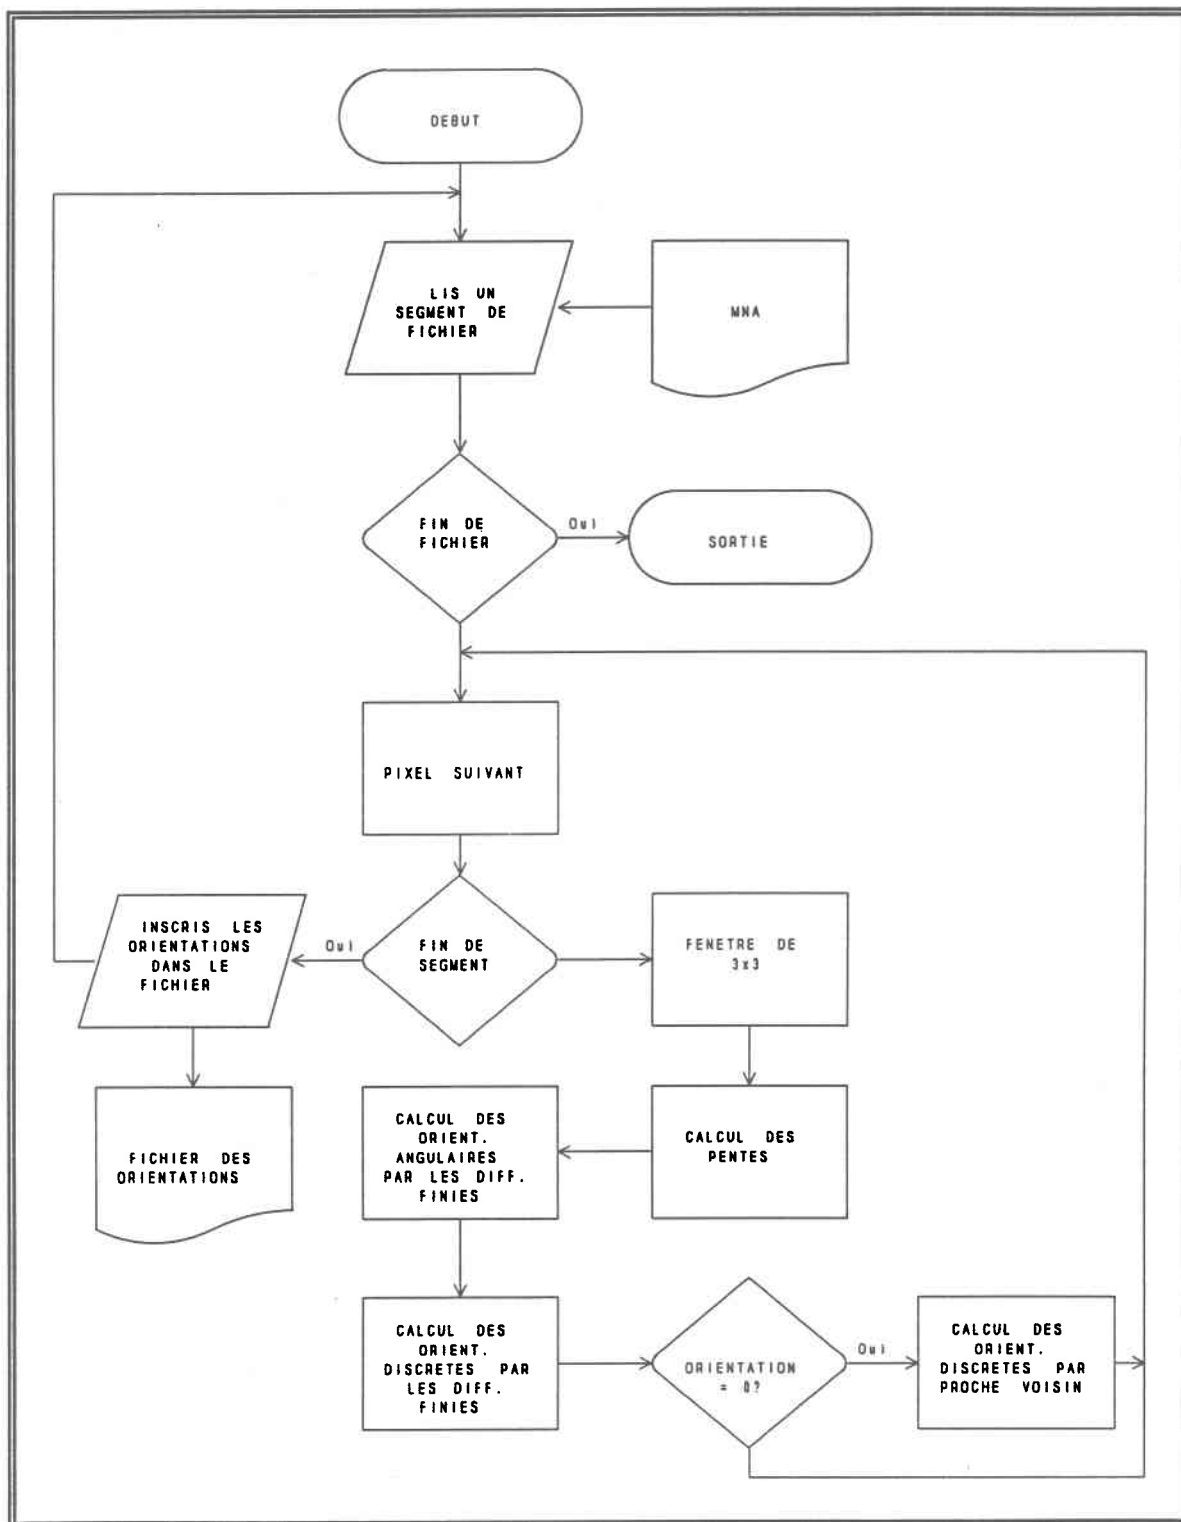 DEBUT
LIS UN
SEGMENT DE
FICHIER
MNA
FIN DE
FICHIER
Oui
SORTIE
PIXEL SUIVANT
INSCRIS LES
ORIENTATIONS
DANS LE
FICHIER
Oui
FIN DE
SEGMENT
FENETRE DE
3x3
FICHIER DES
ORIENTATIONS
CALCUL DES
ORIENT.
ANGULAIRES
PAR LES DIFF.
FINIES
CALCUL DES
PENTES
CALCUL DES
ORIENT.
DISCRETES PAR
LES DIFF.
FINIES
ORIENTATION
= 0?
Oui
CALCUL DES
ORIENT.
DISCRETES PAR
PROCHE VOISIN